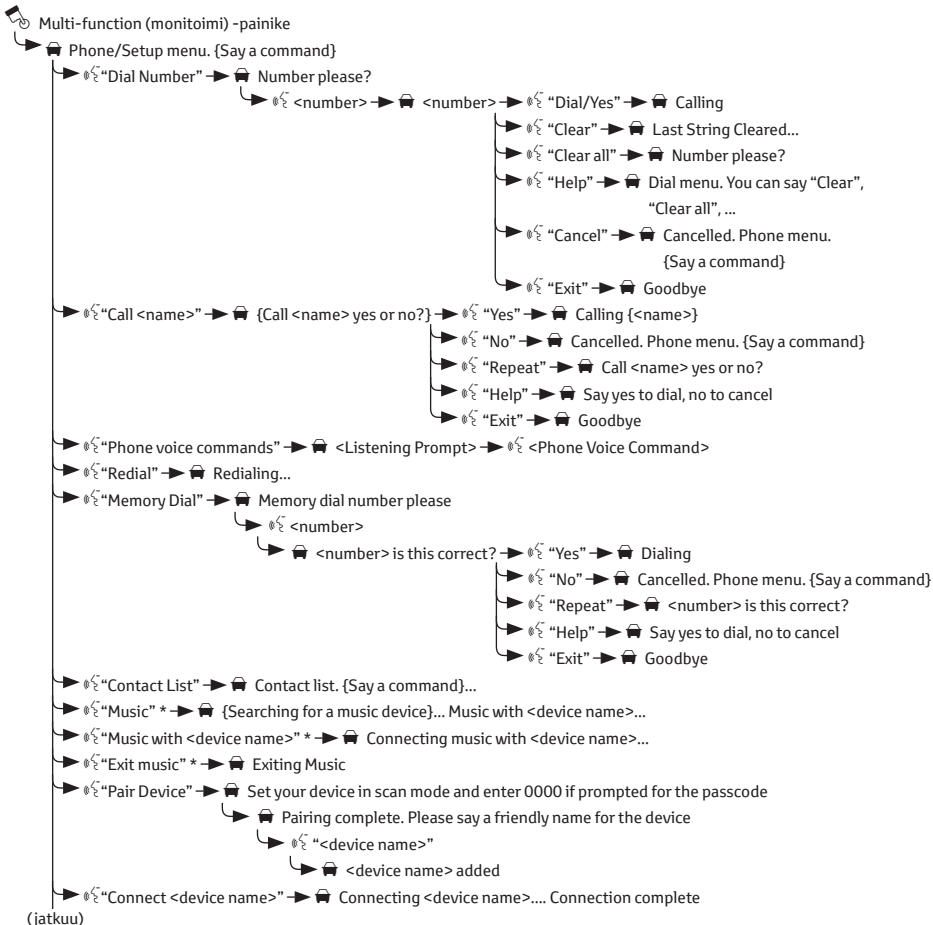 Multi-function (monitoimi) -painike
Phone/Setup menu. {Say a command}
“Dial Number” Number please?
<number> <number> “Dial/Yes” Calling
“Clear” Last String Cleared...
“Clear all” Number please?
“Help” Dial menu. You can say “Clear”,
“Clear all”, ...
“Cancel” Cancelled. Phone menu.
{Say a command}
“Exit” Goodbye
“Call <name>” {Call <name> yes or no?} “Yes” Calling {<name>}
“No” Cancelled. Phone menu. {Say a command}
“Repeat” Call <name> yes or no?
“Help” Say yes to dial, no to cancel
“Exit” Goodbye
“Phone voice commands” <Listening Prompt> <Phone Voice Command>
“Redial” Redialing...
“Memory Dial” Memory dial number please
<number>
<number> is this correct? “Yes” Dialing
“No” Cancelled. Phone menu. {Say a command}
“Repeat” <number> is this correct?
“Help” Say yes to dial, no to cancel
“Exit” Goodbye
“Contact List” Contact list. {Say a command}...
“Music” * {Searching for a music device}... Music with <device name>...
“Music with <device name>” * Connecting music with <device name>...
“Exit music” * Exiting Music
“Pair Device” Set your device in scan mode and enter 0000 if prompted for the passcode
Pairing complete. Please say a friendly name for the device
“<device name>”
<device name> added
“Connect <device name>” Connecting <device name>.... Connection complete
(jatkuu)